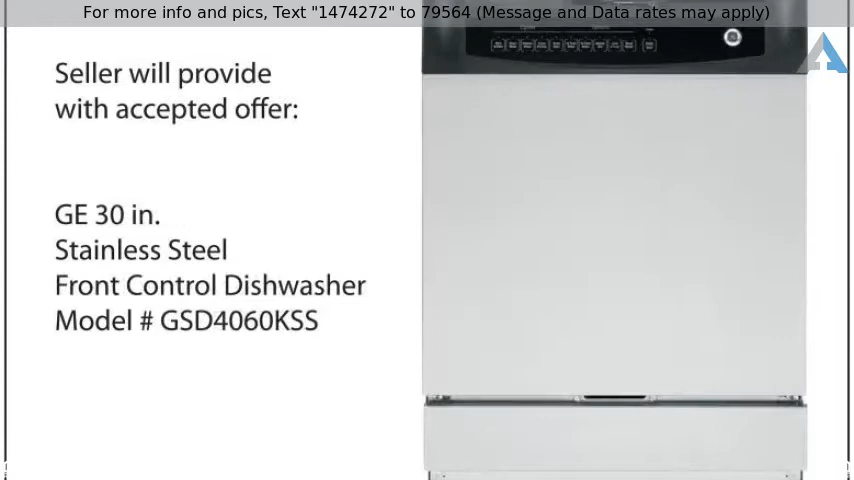 For more info and pics, Text "1474272" to 79564 (Message and Data rates may apply)
Seller will provide
with accepted offer:
GE 30 in.
Stainless Steel
Front Control Dishwasher
Model # GSD4060KSS